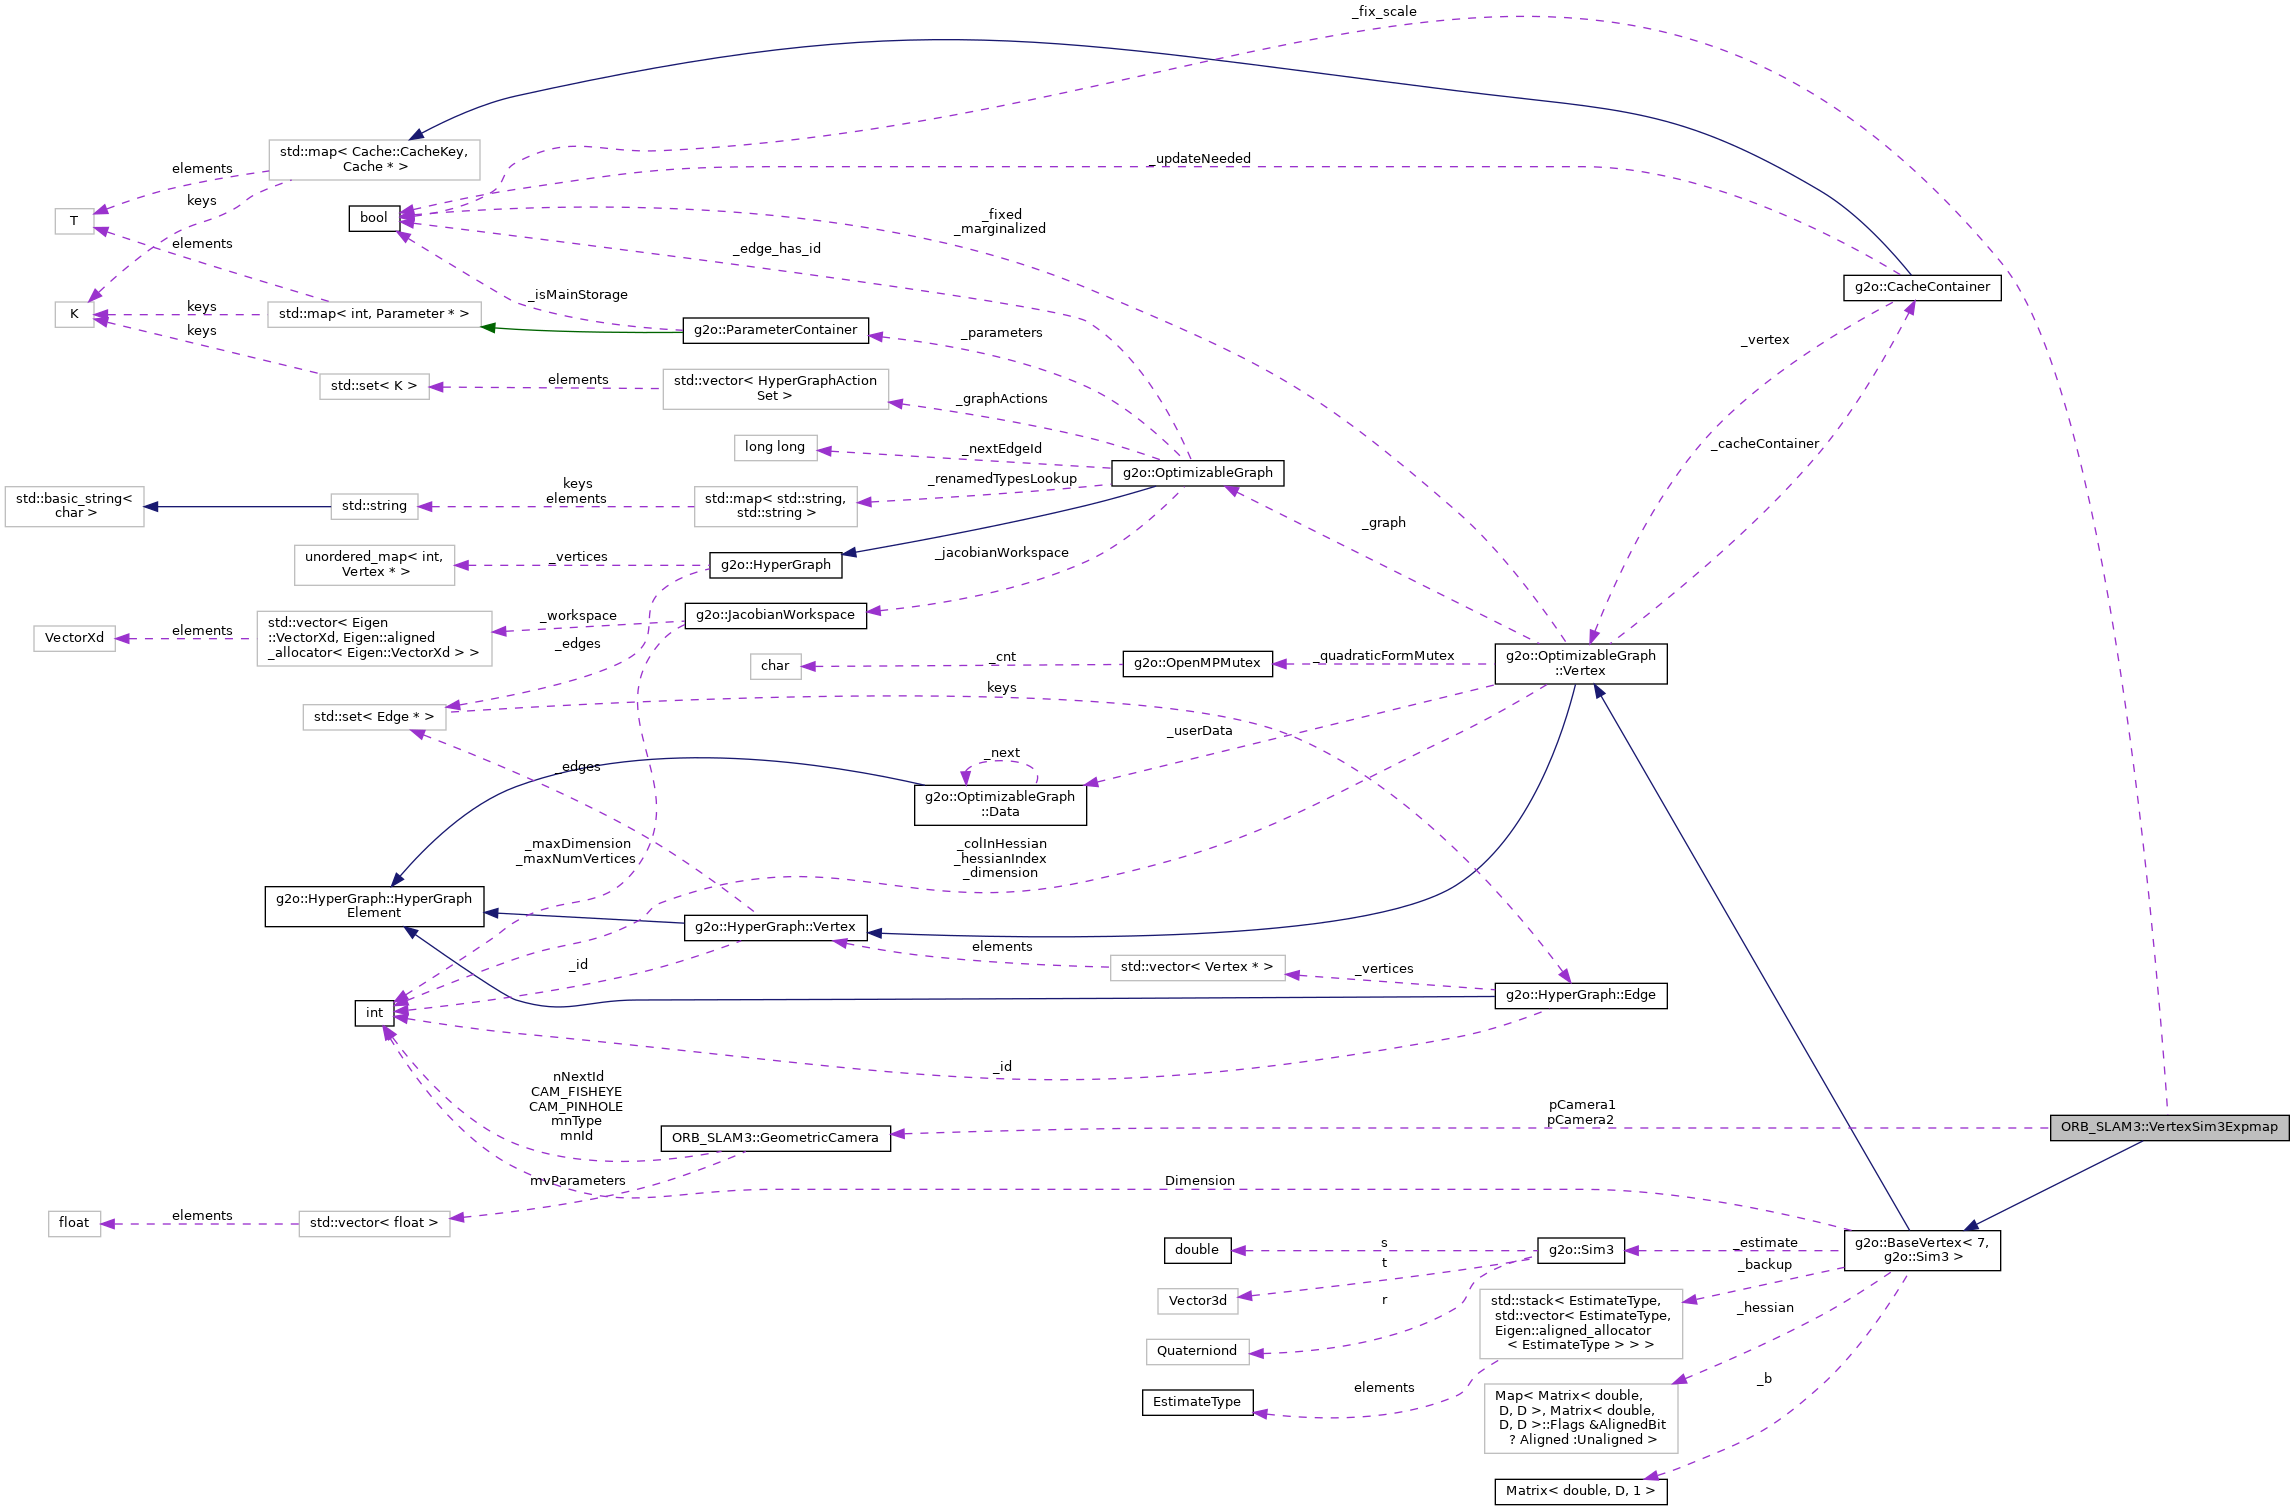 _fix_scale
std::map< Cache::CacheKey,
Cache * >
_updateNeeded
elements
keys
T
bool
_fixed
_marginalized
elements
_edge_has_id
g2o::CacheContainer
_isMainStorage
keys
K
std::map< int, Parameter * >
g2o::ParameterContainer
_parameters
_vertex
keys
std::set< K >
elements
std::vector< HyperGraphAction
Set >
_graphActions
long long
_nextEdgeId
_cacheContainer
g2o::OptimizableGraph
_renamedTypesLookup
keys
elements
std::basic_string<
char >
std::string
std::map< std::string,
std::string >
_graph
unordered_map< int,
Vertex * >
_vertices
g2o::HyperGraph
_jacobianWorkspace
VectorXd
elements
std::vector< Eigen
::VectorXd, Eigen::aligned
_allocator< Eigen::VectorXd > >
_workspace
g2o::JacobianWorkspace
_edges
char
_cnt
g2o::OpenMPMutex
_quadraticFormMutex
g2o::OptimizableGraph
::Vertex
keys
std::set< Edge * >
_userData
_next
_edges
g2o::OptimizableGraph
::Data
_maxDimension
_maxNumVertices
_colInHessian
_hessianIndex
_dimension
g2o::HyperGraph::HyperGraph
Element
g2o::HyperGraph::Vertex
elements
std::vector< Vertex * >
_vertices
g2o::HyperGraph::Edge
_id
int
_id
nNextId
CAM_FISHEYE
CAM_PINHOLE
mnType
mnId
pCamera1
pCamera2
ORB_SLAM3::VertexSim3Expmap
ORB_SLAM3::GeometricCamera
mvParameters
Dimension
float
elements
std::vector< float >
double
s
g2o::Sim3
_estimate
g2o::BaseVertex< 7,
g2o::Sim3 >
t
_backup
Vector3d
r
std::stack< EstimateType,
std::vector< EstimateType,
Eigen::aligned_allocator
< EstimateType > > >
_hessian
Quaterniond
elements
EstimateType
_b
Map< Matrix< double,
D, D >, Matrix< double,
D, D >::Flags &AlignedBit
? Aligned :Unaligned >
Matrix< double, D, 1 >